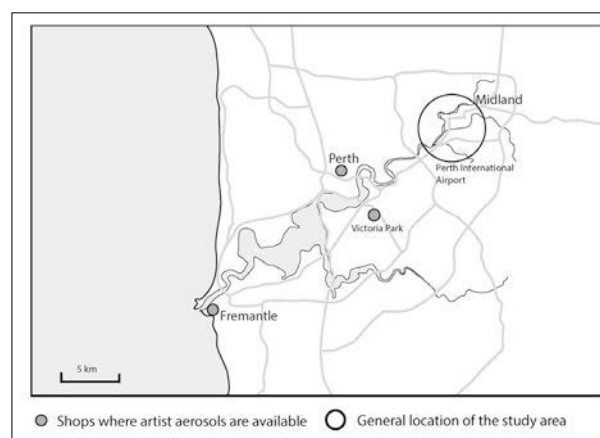 Midland
Perth
Perth International
Airport
Victoria Park
Fremantle
5 km
Shops where artist aerosols are available
General location of the study area